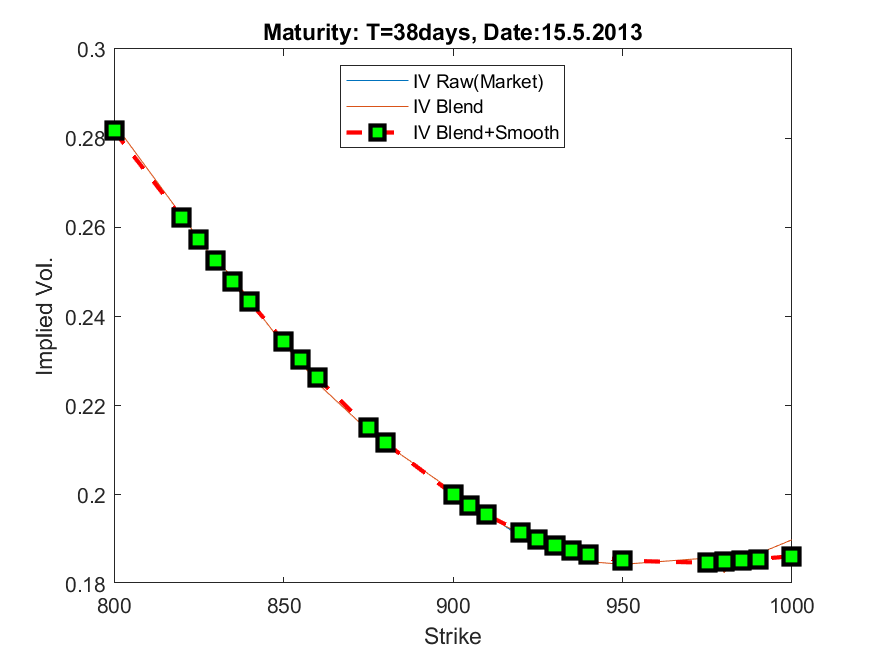 Maturity: T=38days, Date:15.5.2013
IV Raw(Market)
IV Blend
IV Blend+Smooth
Implied Vol.
0.3
0.28
0.26
0.24
0.22
0.2
0.18
800
850
900
950
1000
Strike